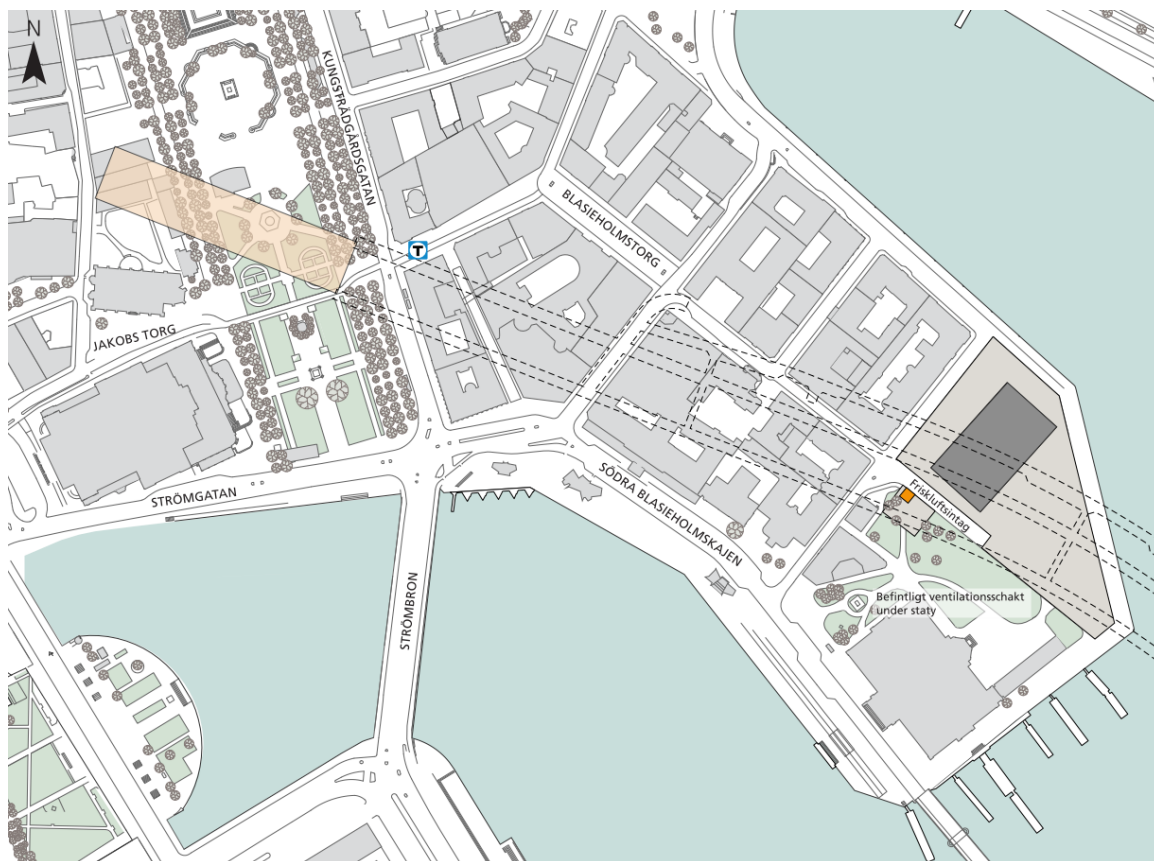 N
KUNGSTRÄDGÅRDSGATAN
BLASIEHOLMSTORG
T
JAKOBS TORG
STRÖMGATAN
SÖDRA BLASIEHOLMSKAJEN
Friskluftsintag
STRÖMBRON
Befintligt ventilationsschakt
under staty